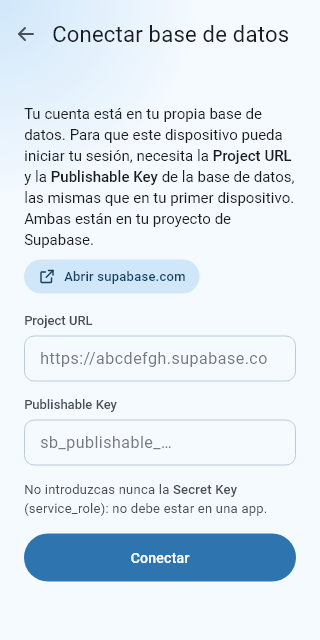 Conectar base de datos
Tu cuenta está en tu propia base de
datos. Para que este dispositivo pueda
iniciar tu sesión, necesita la Project URL
y la Publishable Key de la base de datos,
las mismas que en tu primer dispositivo.
Ambas están en tu proyecto de
Supabase.
Abrir supabase.com
Project URL
https://abcdefgh.supabase.co
Publishable Key
sb_publishable_...
No introduzcas nunca la Secret Key
(service_role): no debe estar en una app.
Conectar